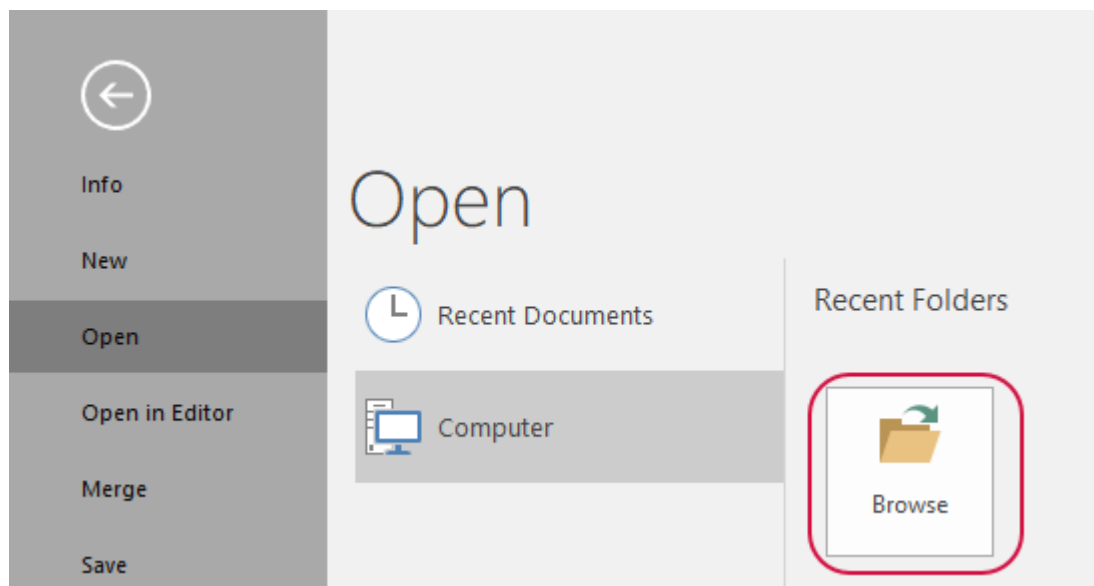 Info
New
Open
Open in Editor
Merge
Save
Open
Recent Documents
Computer
Recent Folders
Browse